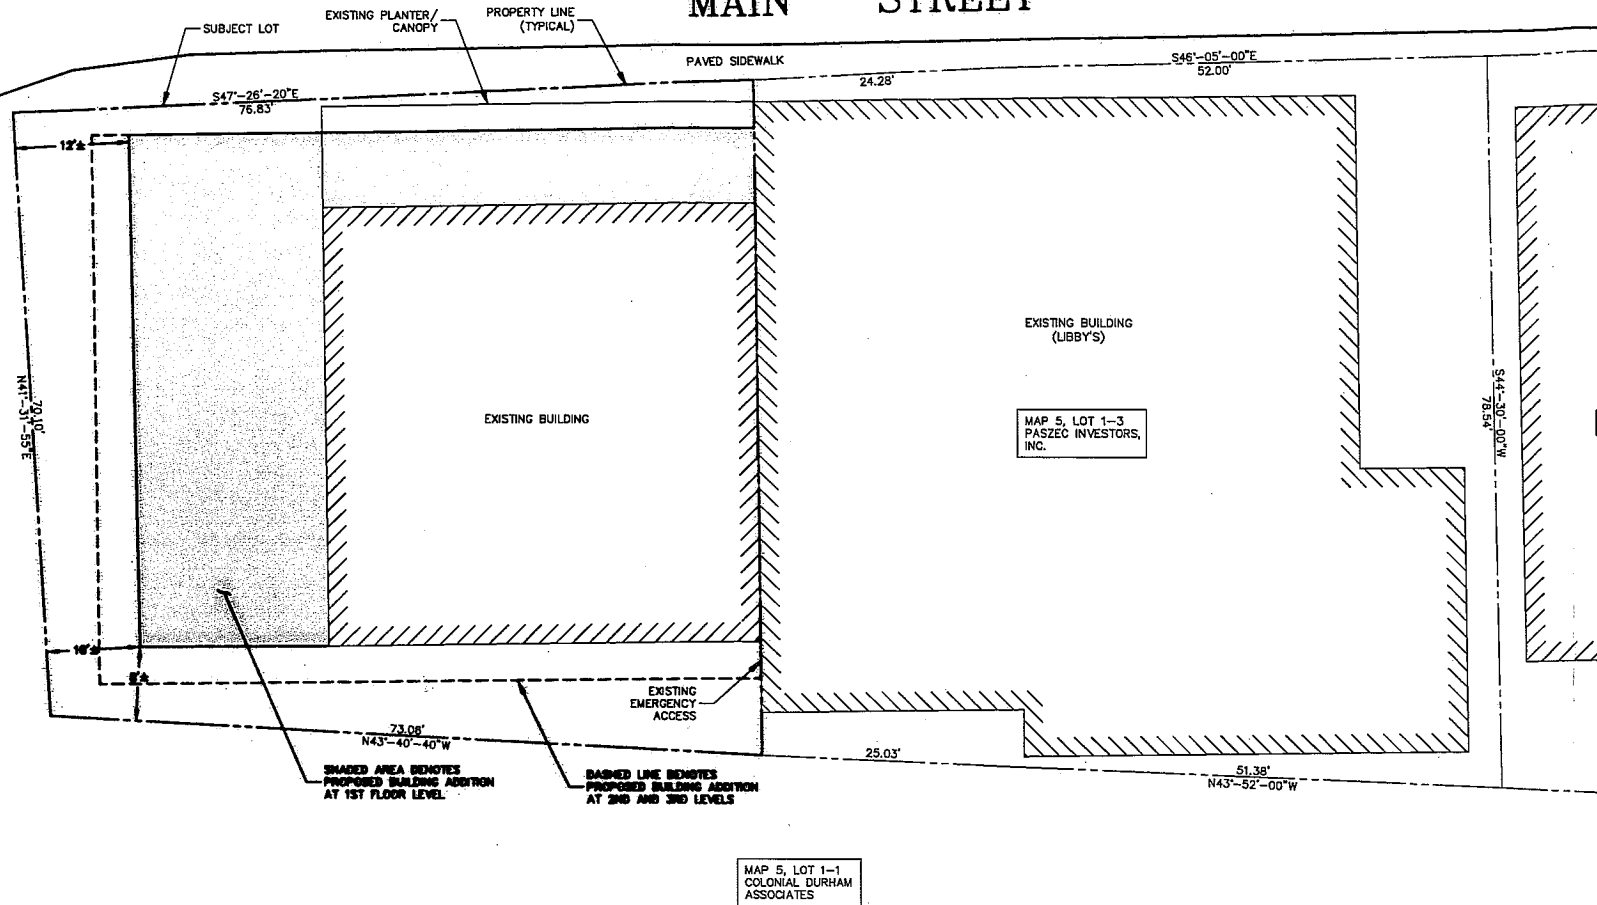 MAIN STREET
EXISTING PLANTER/
CANOPY
PROPERTY LINE
(TYPICAL)
SUBJECT LOT
PAVED SIDEWALK
S46°-05'-00"E
52.00'
24.28'
S47°-26'-20"E
76.83'
12'±
EXISTING BUILDING
(LIBBY'S)
N41°-31'-55"E
70.10'
EXISTING BUILDING
MAP 5, LOT 1-3
PASZEC INVESTORS,
INC.
S44°-30'-00"W
78.54'
16'±
8'±
EXISTING
EMERGENCY
ACCESS
73.08'
N43°-40'-40"W
25.03'
51.38'
N43°-52'-00"W
SHADED AREA DENOTES
PROPOSED BUILDING ADDITION
AT 1ST FLOOR LEVEL
DASHED LINE DENOTES
PROPOSED BUILDING ADDITION
AT 2ND AND 3RD LEVELS
MAP 5, LOT 1-1
COLONIAL DURHAM
ASSOCIATES